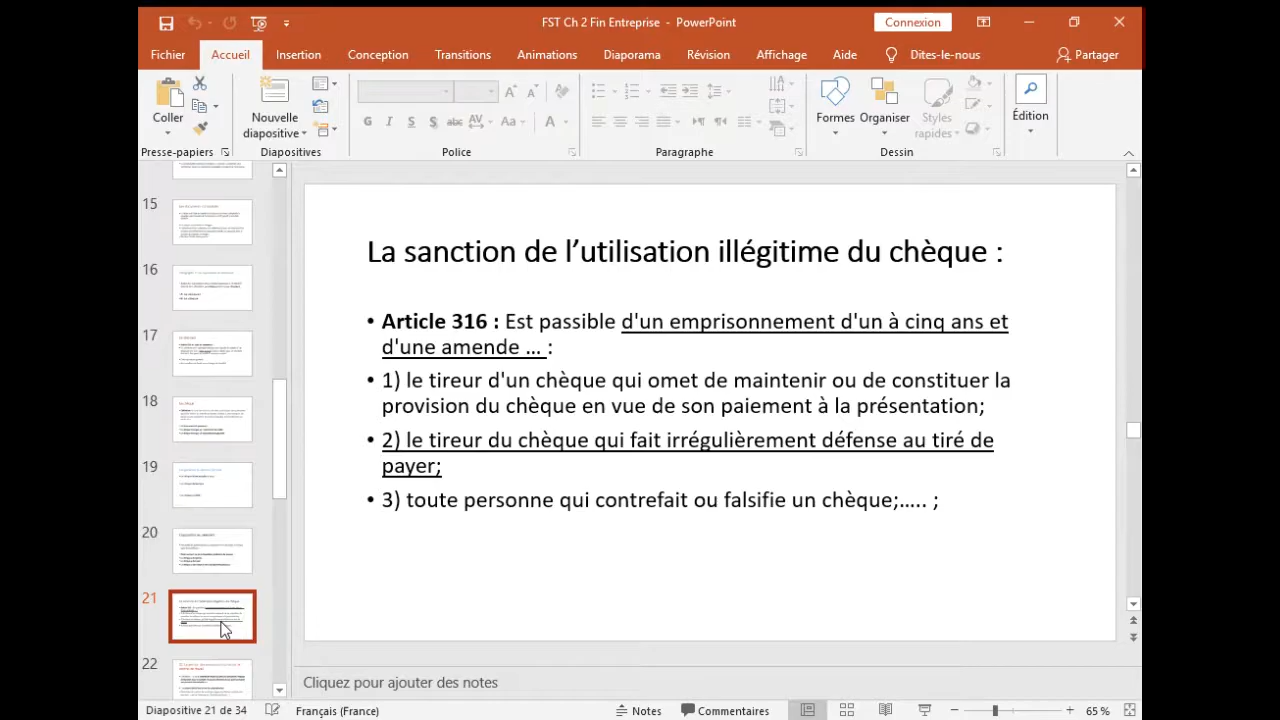 FST Ch 2 Fin Entreprise - PowerPoint
Connexion
Fichier Accueil Insertion Conception Transitions Animations Diaporama Révision Affichage Aide Dites-le-nous Partager
Coller
Nouvelle
diapositive
Formes Organiser Styles
rapides
Édition
G I S S abc AV Aa A
Presse-papiers Diapositives Police Paragraphe Dessin
15
16
17
18
19
20
21
22
La sanction de l’utilisation illégitime du chèque :
• Article 316 : Est passible d'un emprisonnement d'un à cinq ans et
d'une amende ... .
• 1) le tireur d'un chèque qui omet de maintenir ou de constituer la
provision du chèque en vue de son paiement à la présentation;
• 2) le tireur du chèque qui fait irrégulièrement défense au tiré de
payer;
• 3) toute personne qui contrefait ou falsifie un chèque;..... ;
Cliquez pour ajouter des notes
Diapositive 21 de 34 Français (France) Notes Commentaires 65 %